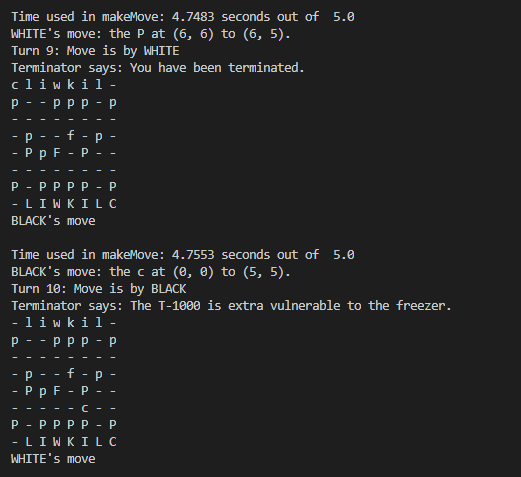 Time used in makeMove: 4.7483 seconds out of  5.0
WHITE's move: the P at (6, 6) to (6, 5).
Turn 9: Move is by WHITE
Terminator says: You have been terminated.
c l i w k i l -
p - - p p p - p
- - - - - - - -
- p - - f - p -
- P p F - P - -
- - - - - - - -
P - P P P P - P
- L I W K I L C
BLACK's move

Time used in makeMove: 4.7553 seconds out of  5.0
BLACK's move: the c at (0, 0) to (5, 5).
Turn 10: Move is by BLACK
Terminator says: The T-1000 is extra vulnerable to the freezer.
- l i w k i l -
p - - p p p - p
- - - - - - - -
- p - - f - p -
- P p F - P - -
- - - - - c - -
P - P P P P - P
- L I W K I L C
WHITE's move